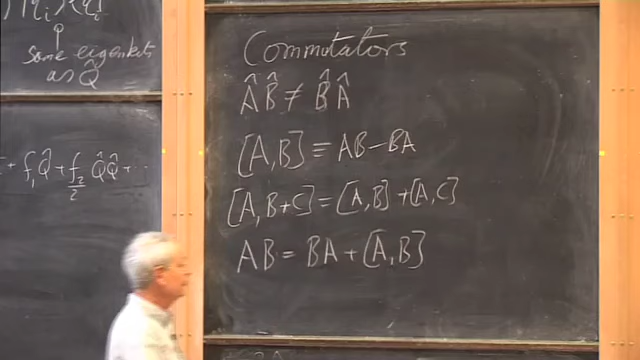 some eigenkets
as Q̂
+ f₁Q̂ + f₂/2 Q̂Q̂ + ...
Commutators
ÂB̂ ≠ B̂Â
[A,B] ≡ AB-BA
[A,B+C] = [A,B] + [A,C]
AB = BA + [A,B]